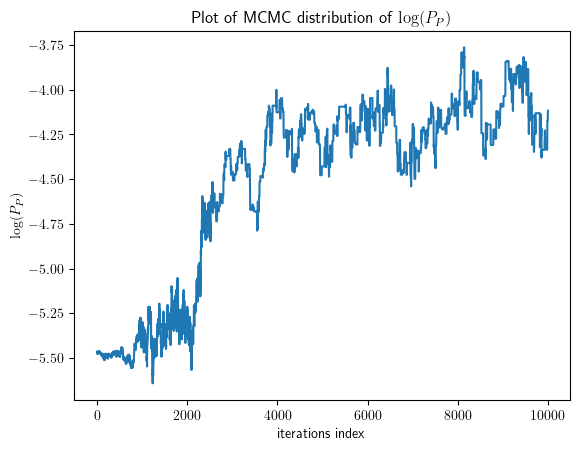 Plot of MCMC distribution of log(P_P)
−3.75
−4.00
−4.25
−4.50
−4.75
−5.00
−5.25
−5.50
log(P_P)
0 2000 4000 6000 8000 10000
iterations index